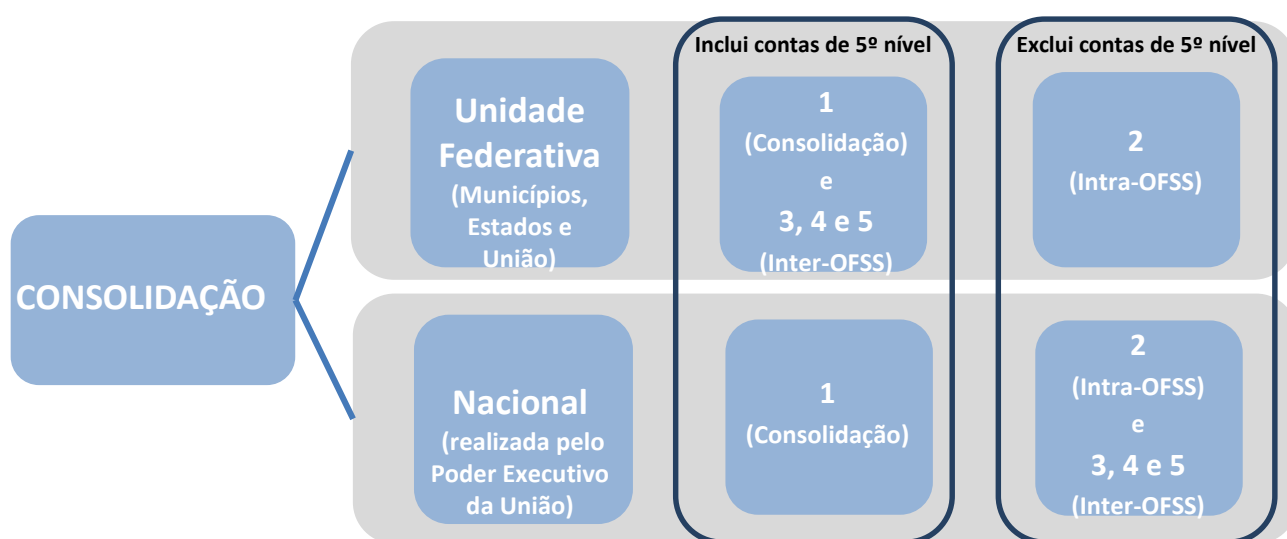 CONSOLIDAÇÃO
Inclui contas de 5º nível
Exclui contas de 5º nível
Unidade
Federativa
(Municípios,
Estados e
União)
1
(Consolidação)
e
3, 4 e 5
(Inter-OFSS)
2
(Intra-OFSS)
Nacional
(realizada pelo
Poder Executivo
da União)
1
(Consolidação)
2
(Intra-OFSS)
e
3, 4 e 5
(Inter-OFSS)